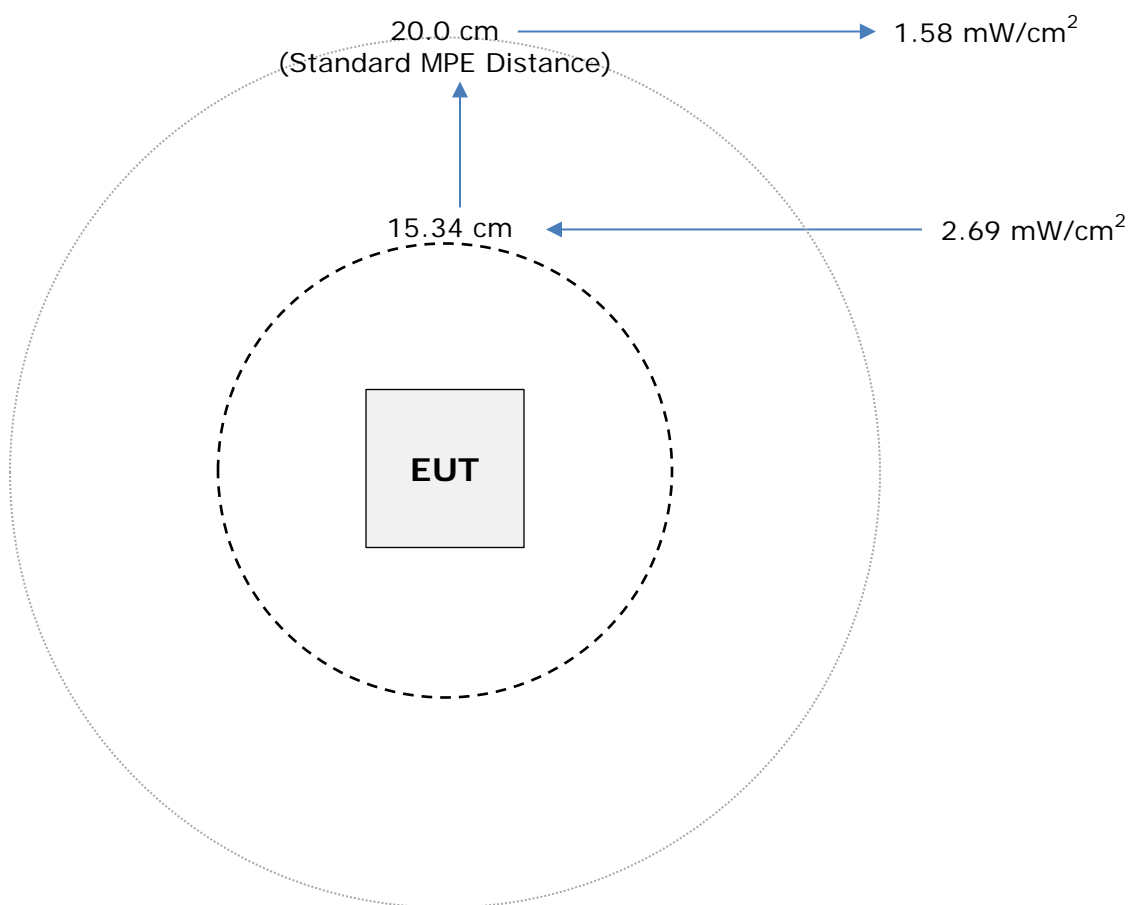 20.0 cm
1.58 mW/cm²
(Standard MPE Distance)
15.34 cm
2.69 mW/cm²
EUT